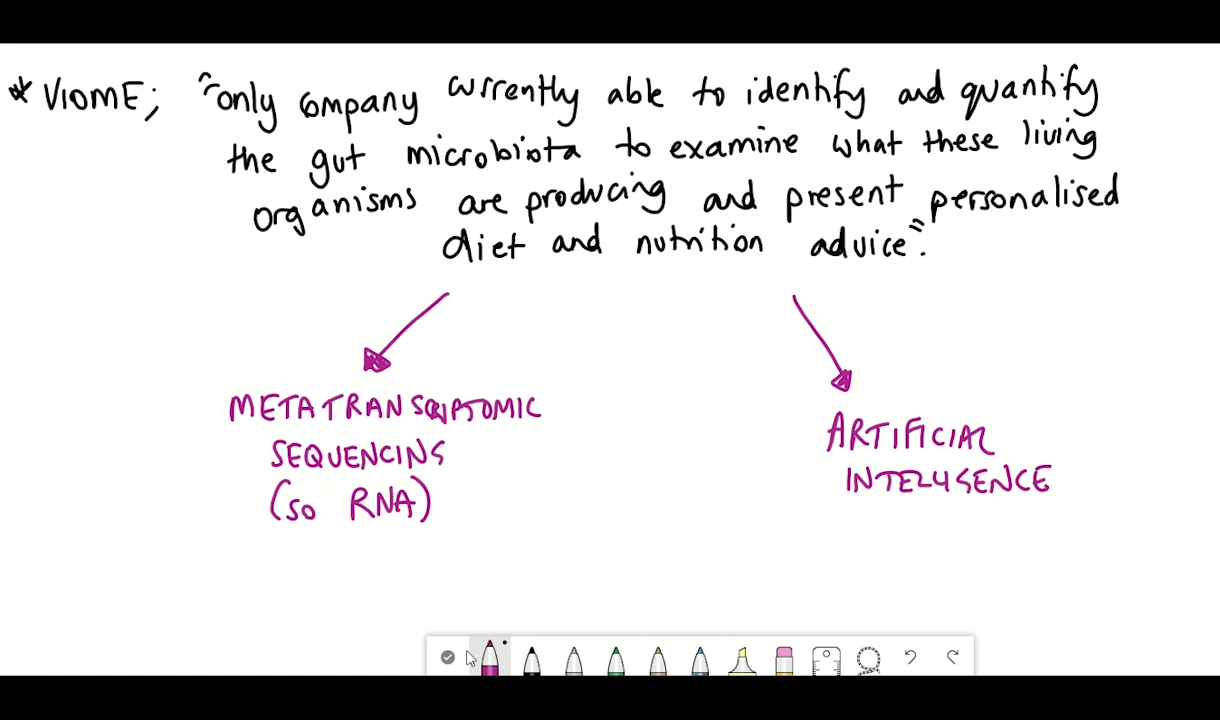 * VIOME; "only company currently able to identify and quantify
the gut microbiota to examine what these living
organisms are producing and present personalised
diet and nutrition advice".
METATRANSCRIPTOMIC
SEQUENCING
(SO RNA)
ARTIFICIAL
INTELLIGENCE